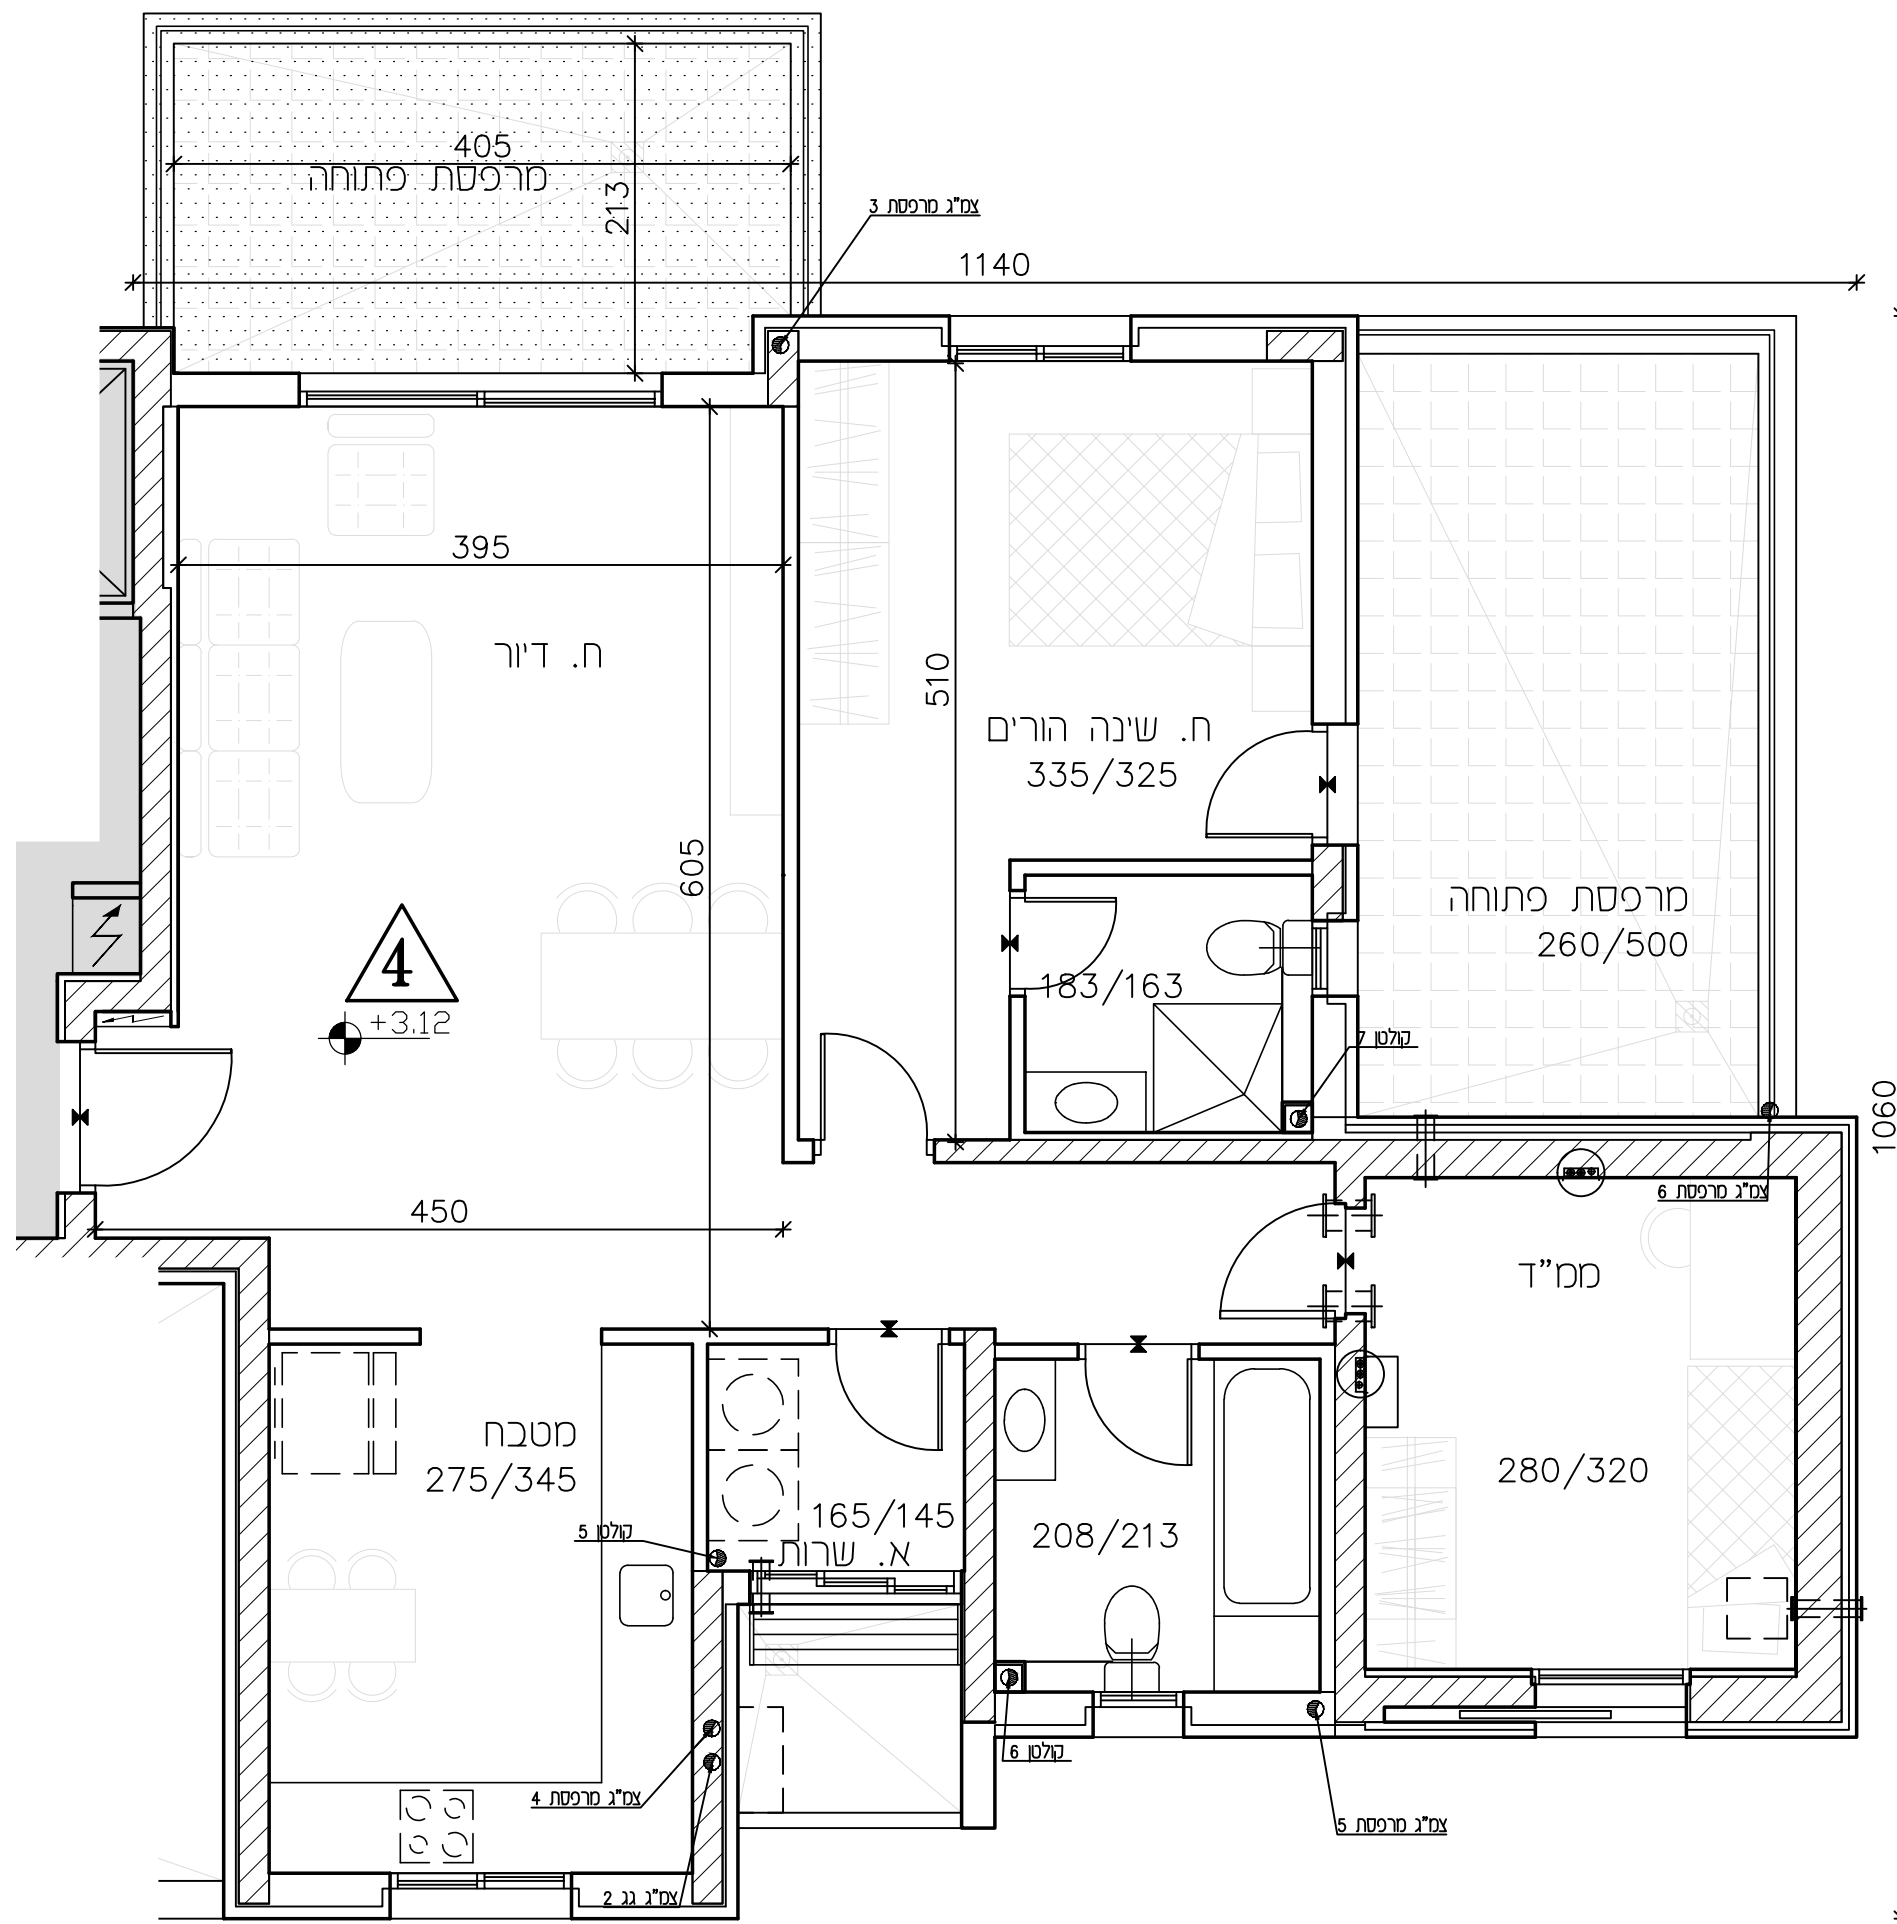 405
מרפסת פתוחה
213
צמ"ג מרפסת 3
1140
395
ח. דיור
510
ח. שינה הורים
335/325
605
מרפסת פתוחה
260/500
4
+3.12
183/163
קולטן 7
1060
צמ"ג מרפסת 6
450
ממ"ד
מטבח
275/345
280/320
165/145
א. שרות
קולטן 5
208/213
קולטן 6
צמ"ג מרפסת 4
צמ"ג מרפסת 5
צמ"ג גג 2